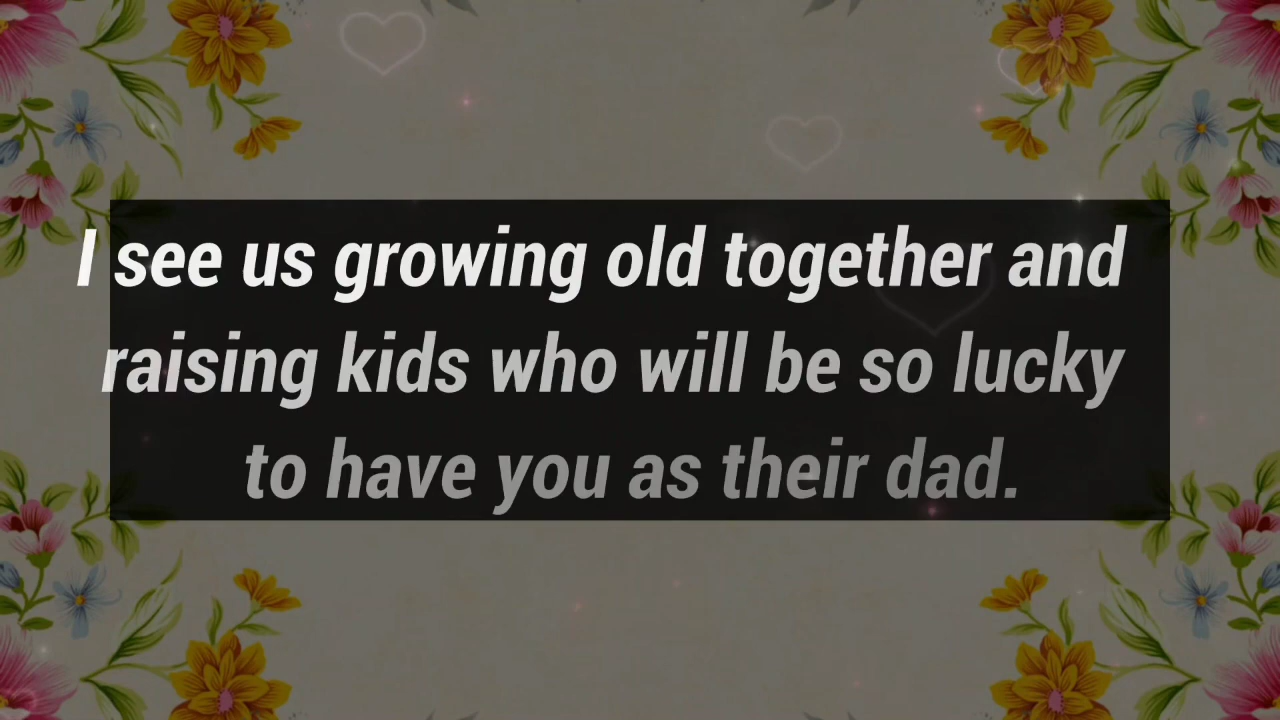 I see us growing old together and
raising kids who will be so lucky
to have you as their dad.